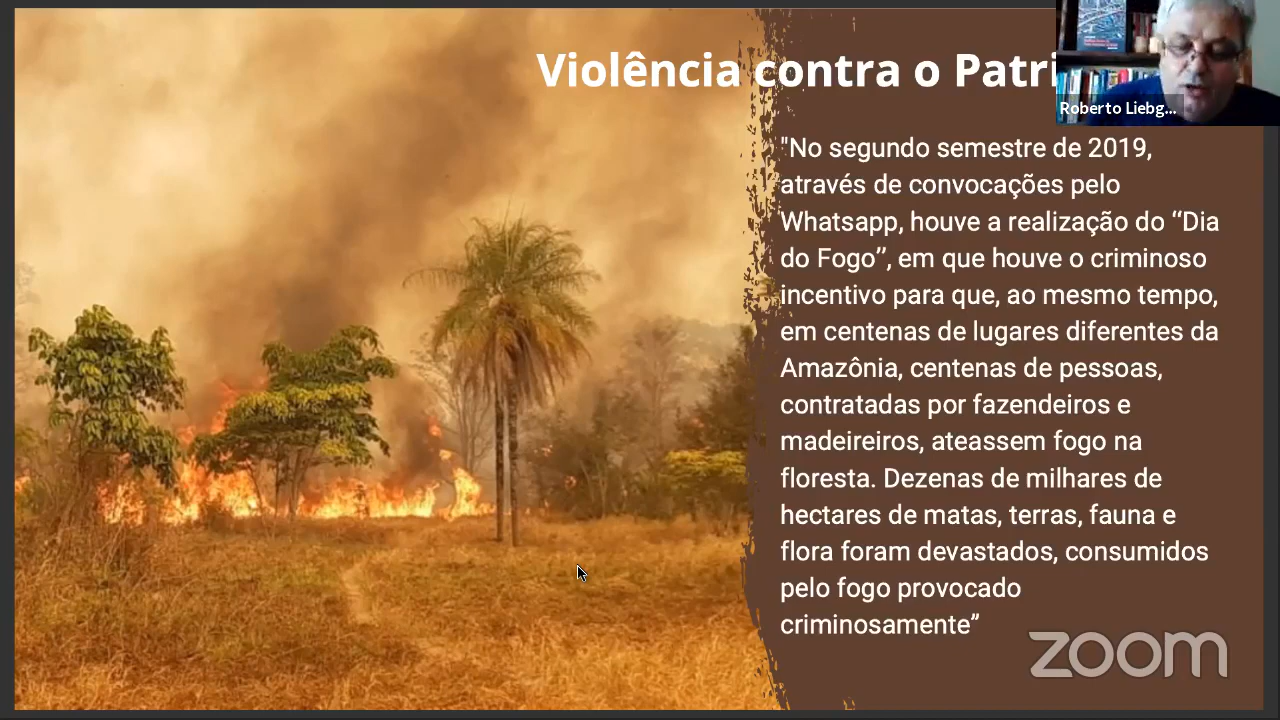 Violência contra o Patri
Roberto Liebg...
"No segundo semestre de 2019,
através de convocações pelo
Whatsapp, houve a realização do “Dia
do Fogo”, em que houve o criminoso
incentivo para que, ao mesmo tempo,
em centenas de lugares diferentes da
Amazônia, centenas de pessoas,
contratadas por fazendeiros e
madeireiros, ateassem fogo na
floresta. Dezenas de milhares de
hectares de matas, terras, fauna e
flora foram devastados, consumidos
pelo fogo provocado
criminosamente”
zoom